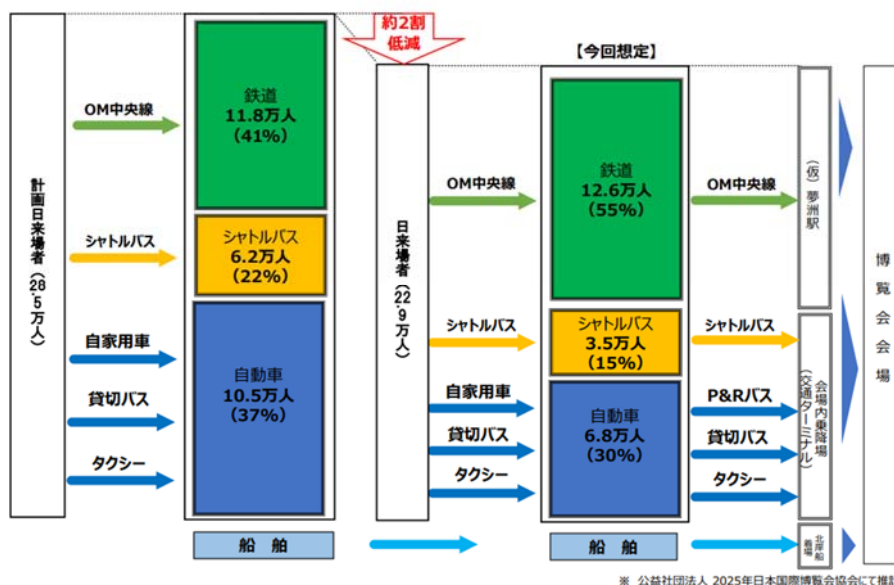 約2割
低減
【今回想定】
計画日来場者（28.5万人）
OM中央線
シャトルバス
自家用車
貸切バス
タクシー
鉄道
11.8万人
（41%）
シャトルバス
6.2万人
（22%）
自動車
10.5万人
（37%）
船 舶
日来場者（22.9万人）
OM中央線
シャトルバス
自家用車
貸切バス
タクシー
鉄道
12.6万人
（55%）
シャトルバス
3.5万人
（15%）
自動車
6.8万人
（30%）
船 舶
OM中央線
シャトルバス
P&Rバス
貸切バス
タクシー
（仮）夢洲駅
会場内乗降場
（交通ターミナル）
北岸船
着場
博覧会会場
※ 公益社団法人 2025年日本国際博覧会協会にて推計